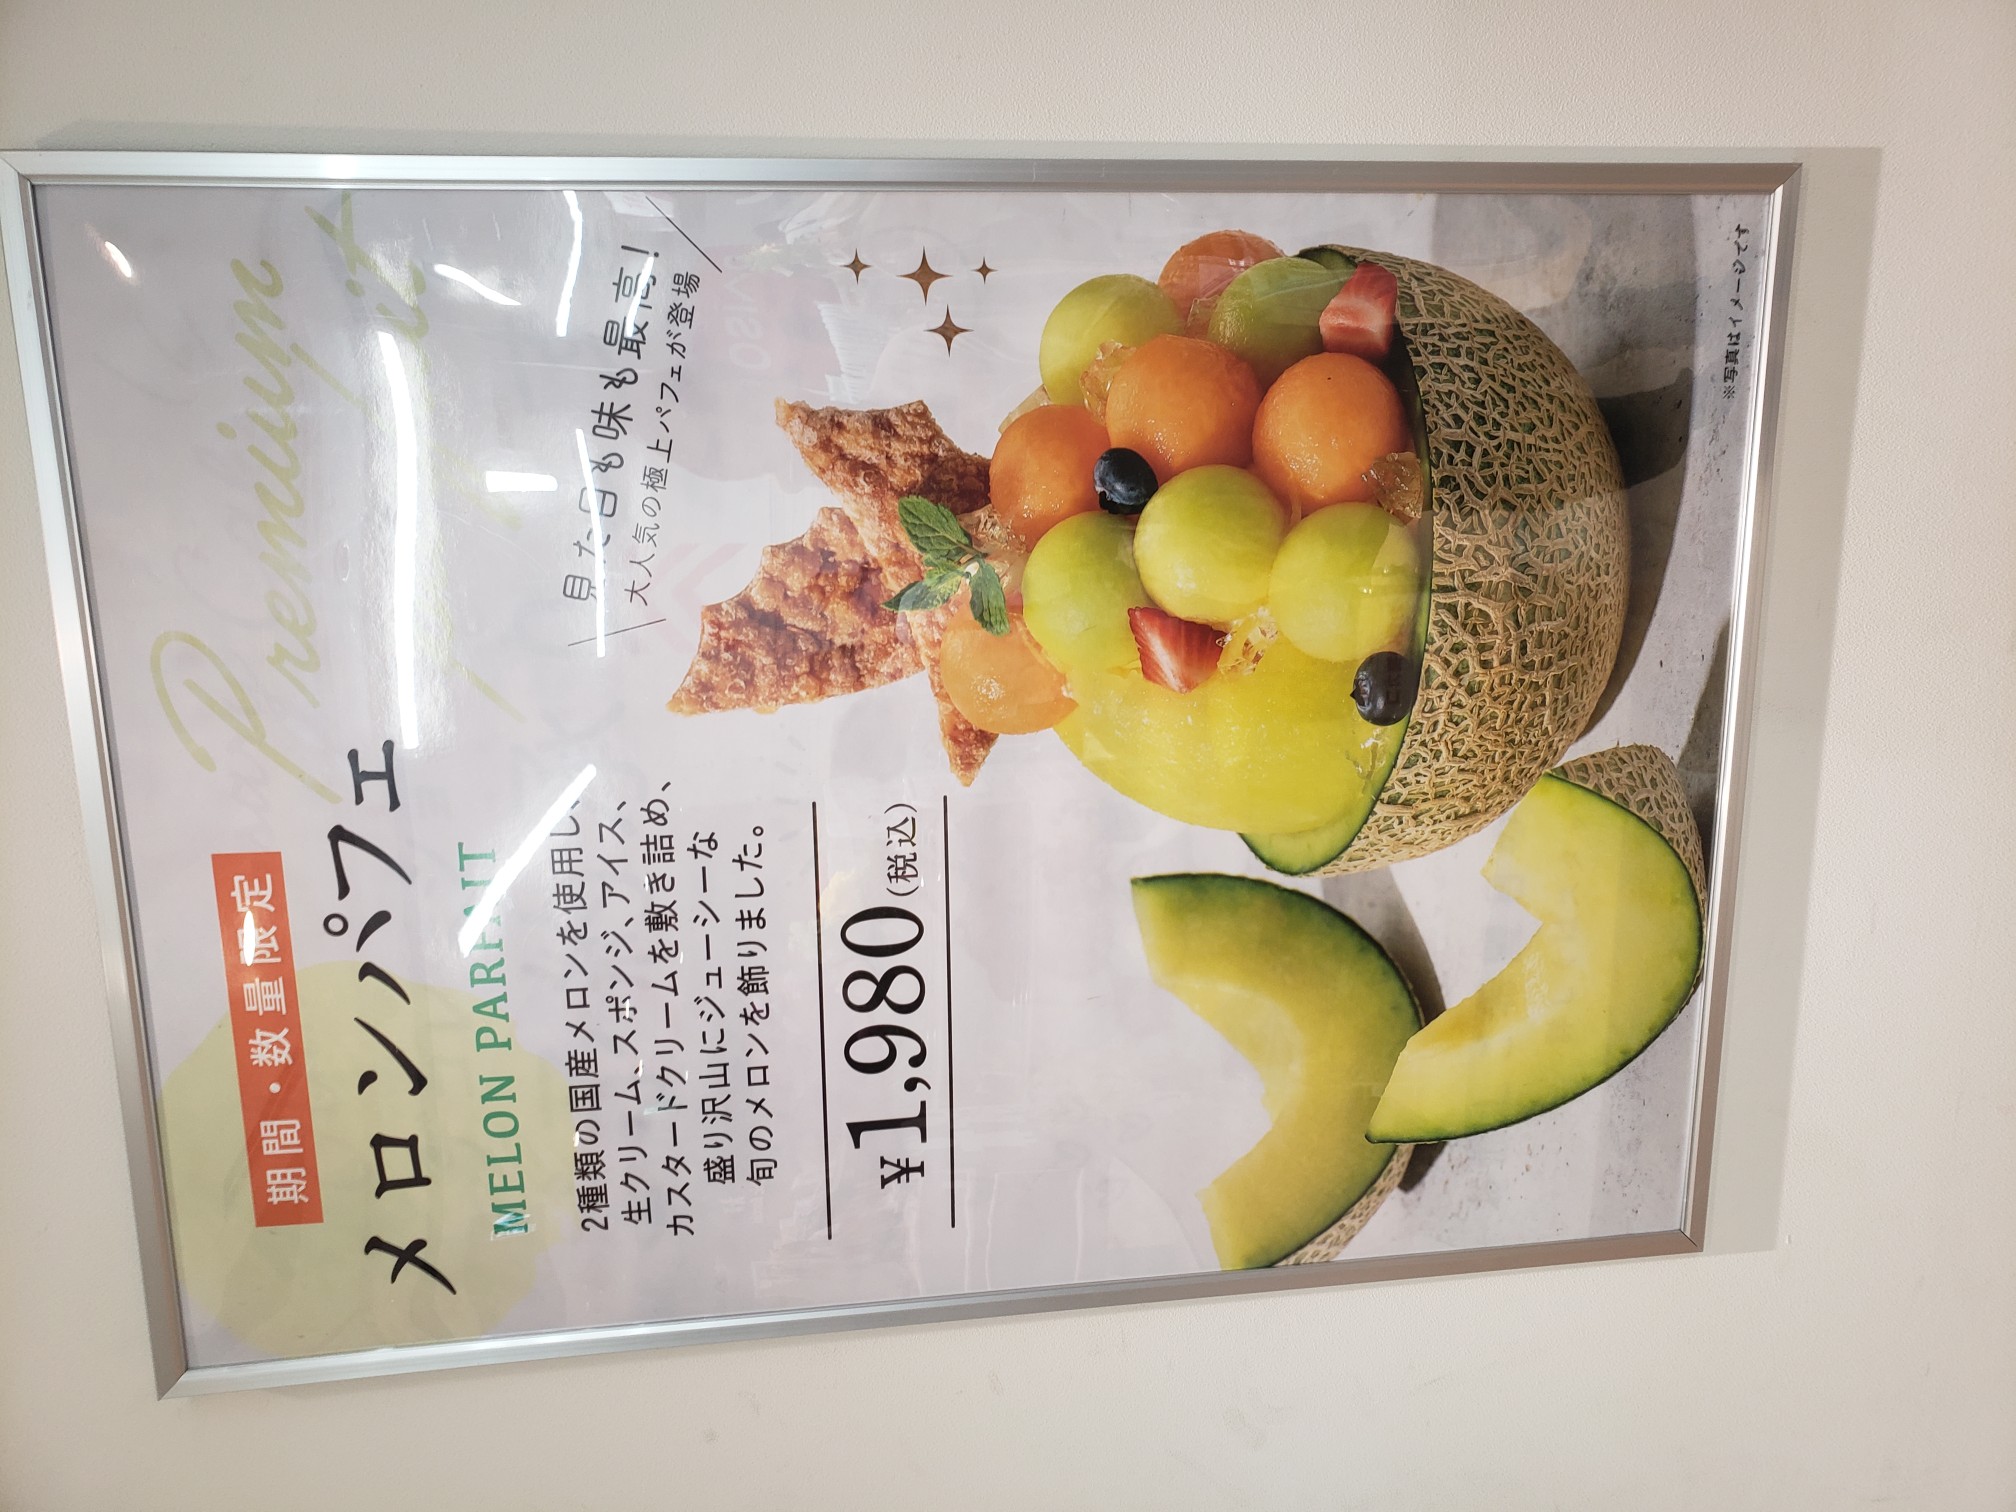 Premium
期間・数量限定
メロンパフェ
MELON PARFAIT
見た目も味も最高！
大人気の極上パフェが登場
2種類の国産メロンを使用し、
生クリーム、スポンジ、アイス、
カスタードクリームを敷き詰め、
盛り沢山にジューシーな
旬のメロンを飾りました。
¥1,980(税込)
※写真はイメージです